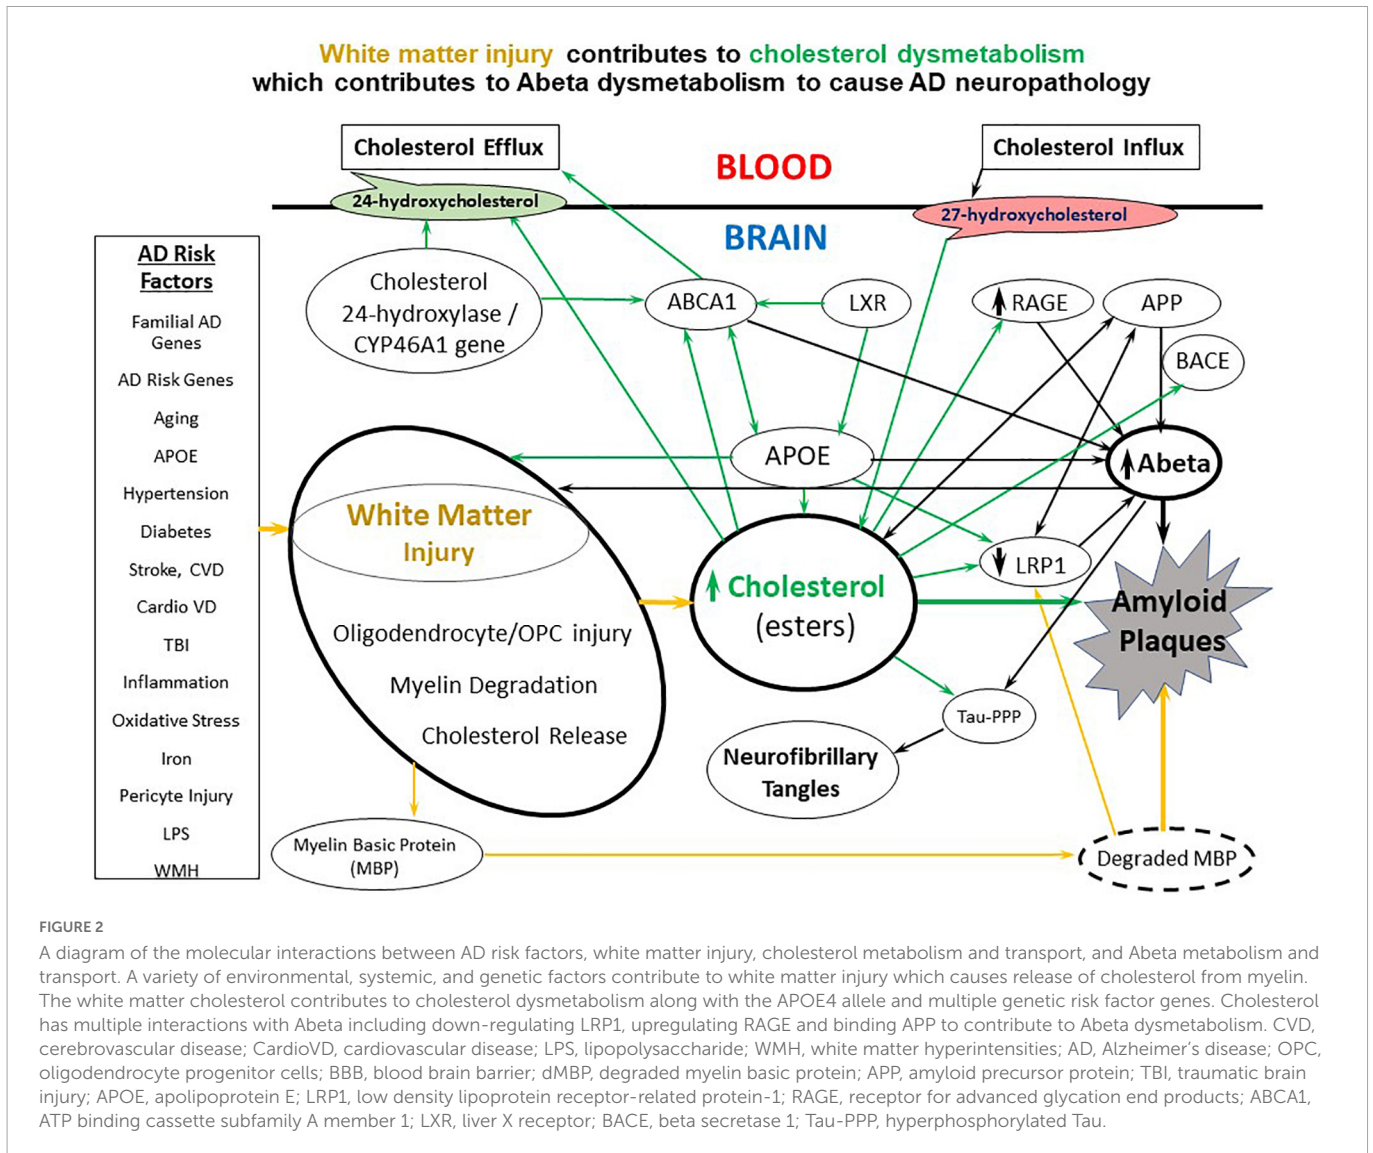 White matter injury contributes to cholesterol dysmetabolism
which contributes to Abeta dysmetabolism to cause AD neuropathology
Cholesterol Efflux
BLOOD
Cholesterol Influx
24-hydroxycholesterol
27-hydroxycholesterol
BRAIN
AD Risk
Factors
Familial AD
Genes
AD Risk Genes
Aging
APOE
Hypertension
Diabetes
Stroke, CVD
Cardio VD
TBI
Inflammation
Oxidative Stress
Iron
Pericyte Injury
LPS
WMH
Cholesterol
24-hydroxylase /
CYP46A1 gene
ABCA1
LXR
RAGE
APP
BACE
APOE
Abeta
White Matter
Injury
Oligodendrocyte/OPC injury
Myelin Degradation
Cholesterol Release
Cholesterol
(esters)
LRP1
Amyloid
Plaques
Tau-PPP
Neurofibrillary
Tangles
Myelin Basic Protein
(MBP)
Degraded MBP
FIGURE 2
A diagram of the molecular interactions between AD risk factors, white matter injury, cholesterol metabolism and transport, and Abeta metabolism and
transport. A variety of environmental, systemic, and genetic factors contribute to white matter injury which causes release of cholesterol from myelin.
The white matter cholesterol contributes to cholesterol dysmetabolism along with the APOE4 allele and multiple genetic risk factor genes. Cholesterol
has multiple interactions with Abeta including down-regulating LRP1, upregulating RAGE and binding APP to contribute to Abeta dysmetabolism. CVD,
cerebrovascular disease; CardioVD, cardiovascular disease; LPS, lipopolysaccharide; WMH, white matter hyperintensities; AD, Alzheimer's disease; OPC,
oligodendrocyte progenitor cells; BBB, blood brain barrier; dMBP, degraded myelin basic protein; APP, amyloid precursor protein; TBI, traumatic brain
injury; APOE, apolipoprotein E; LRP1, low density lipoprotein receptor-related protein-1; RAGE, receptor for advanced glycation end products; ABCA1,
ATP binding cassette subfamily A member 1; LXR, liver X receptor; BACE, beta secretase 1; Tau-PPP, hyperphosphorylated Tau.